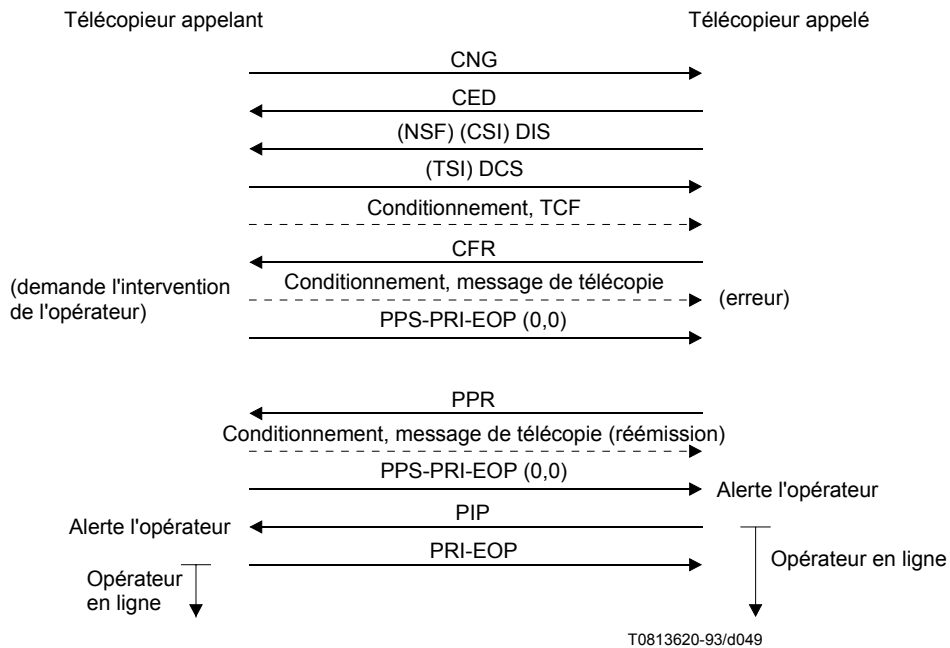 Télécopieur appelant
Télécopieur appelé
CNG
CED
(NSF) (CSI) DIS
(TSI) DCS
Conditionnement, TCF
CFR
(demande l'intervention
de l'opérateur)
Conditionnement, message de télécopie
(erreur)
PPS-PRI-EOP (0,0)
PPR
Conditionnement, message de télécopie (réémission)
PPS-PRI-EOP (0,0)
Alerte l'opérateur
PIP
Alerte l'opérateur
PRI-EOP
Opérateur en ligne
Opérateur
en ligne
T0813620-93/d049